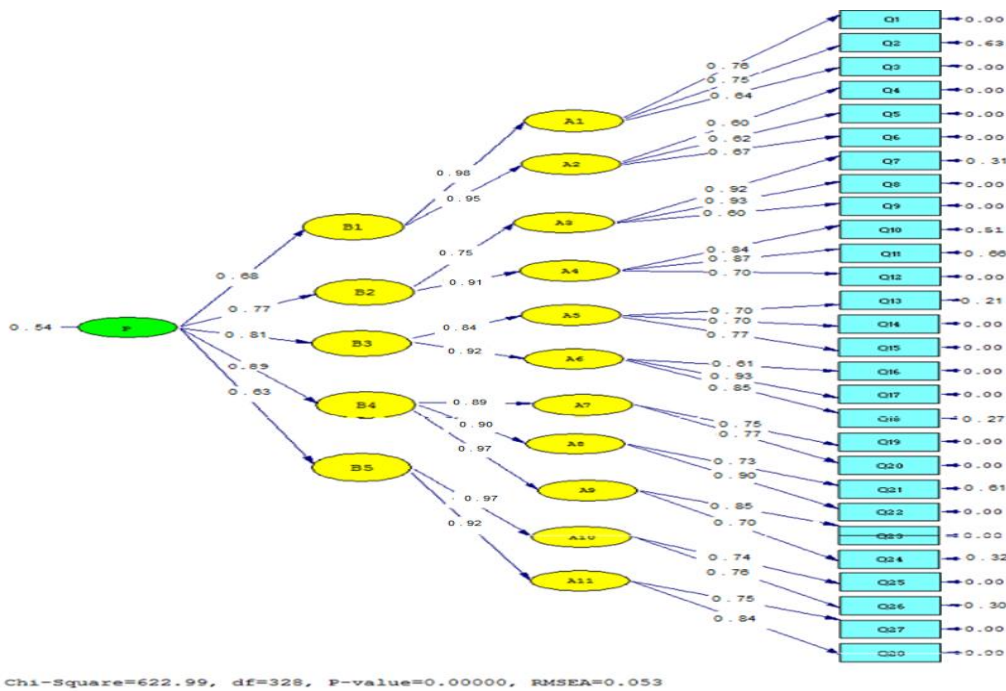 Q1 0.00
Q2 0.63
Q3 0.00
Q4 0.00
Q5 0.00
Q6 0.00
Q7 0.31
Q8 0.00
Q9 0.00
Q10 0.51
Q11 0.66
Q12 0.00
Q13 0.21
Q14 0.00
Q15 0.00
Q16 0.00
Q17 0.00
Q18 0.27
Q19 0.00
Q20 0.00
Q21 0.61
Q22 0.00
Q23 0.00
Q24 0.32
Q25 0.00
Q26 0.30
Q27 0.00
Q28 0.00
0.76
0.75
0.64
0.60
0.62
0.67
0.92
0.93
0.60
0.84
0.87
0.70
0.70
0.70
0.77
0.61
0.93
0.85
0.75
0.77
0.73
0.90
0.85
0.70
0.74
0.76
0.75
0.84
A1
A2
A3
A4
A5
A6
A7
A8
A9
A10
A11
0.98
0.95
0.75
0.91
0.84
0.92
0.89
0.90
0.97
0.97
0.92
B1
B2
B3
B4
B5
0.68
0.77
0.81
0.89
0.63
0.54 P
Chi-Square=622.99, df=328, P-value=0.00000, RMSEA=0.053